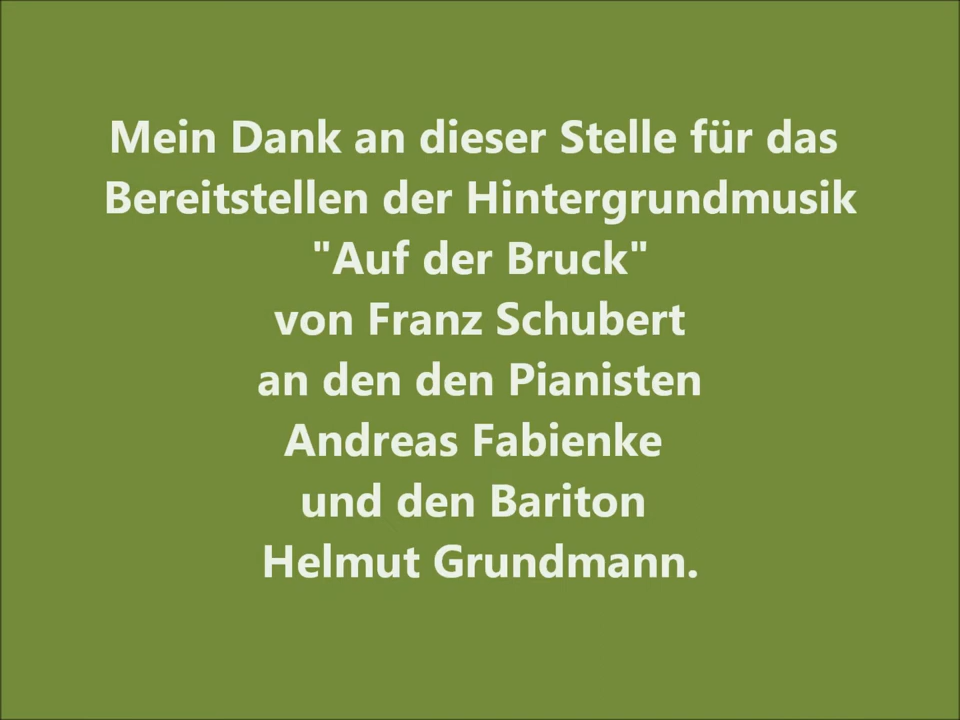 Mein Dank an dieser Stelle für das
Bereitstellen der Hintergrundmusik
"Auf der Bruck"
von Franz Schubert
an den den Pianisten
Andreas Fabienke
und den Bariton
Helmut Grundmann.